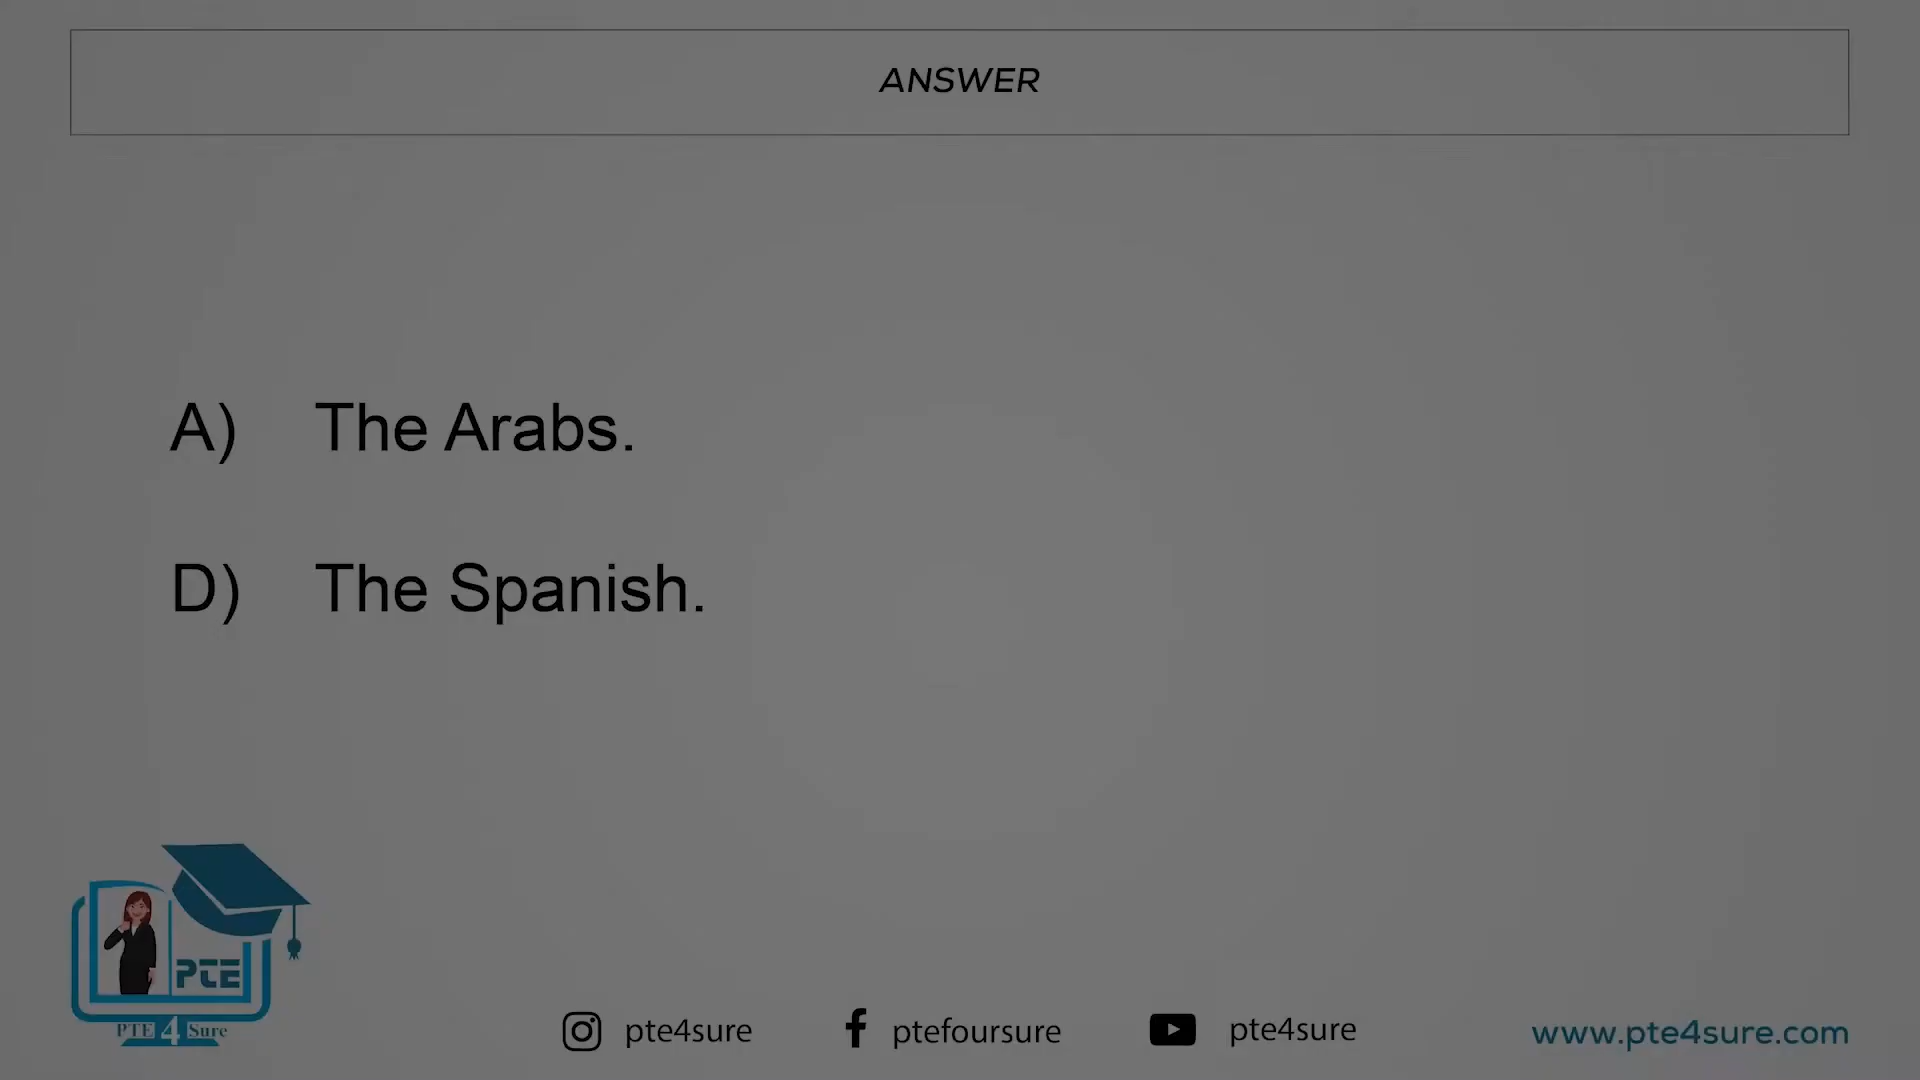 ANSWER
A) The Arabs.
D) The Spanish.
PTE
PTE 4 Sure
pte4sure ptefoursure pte4sure www.pte4sure.com